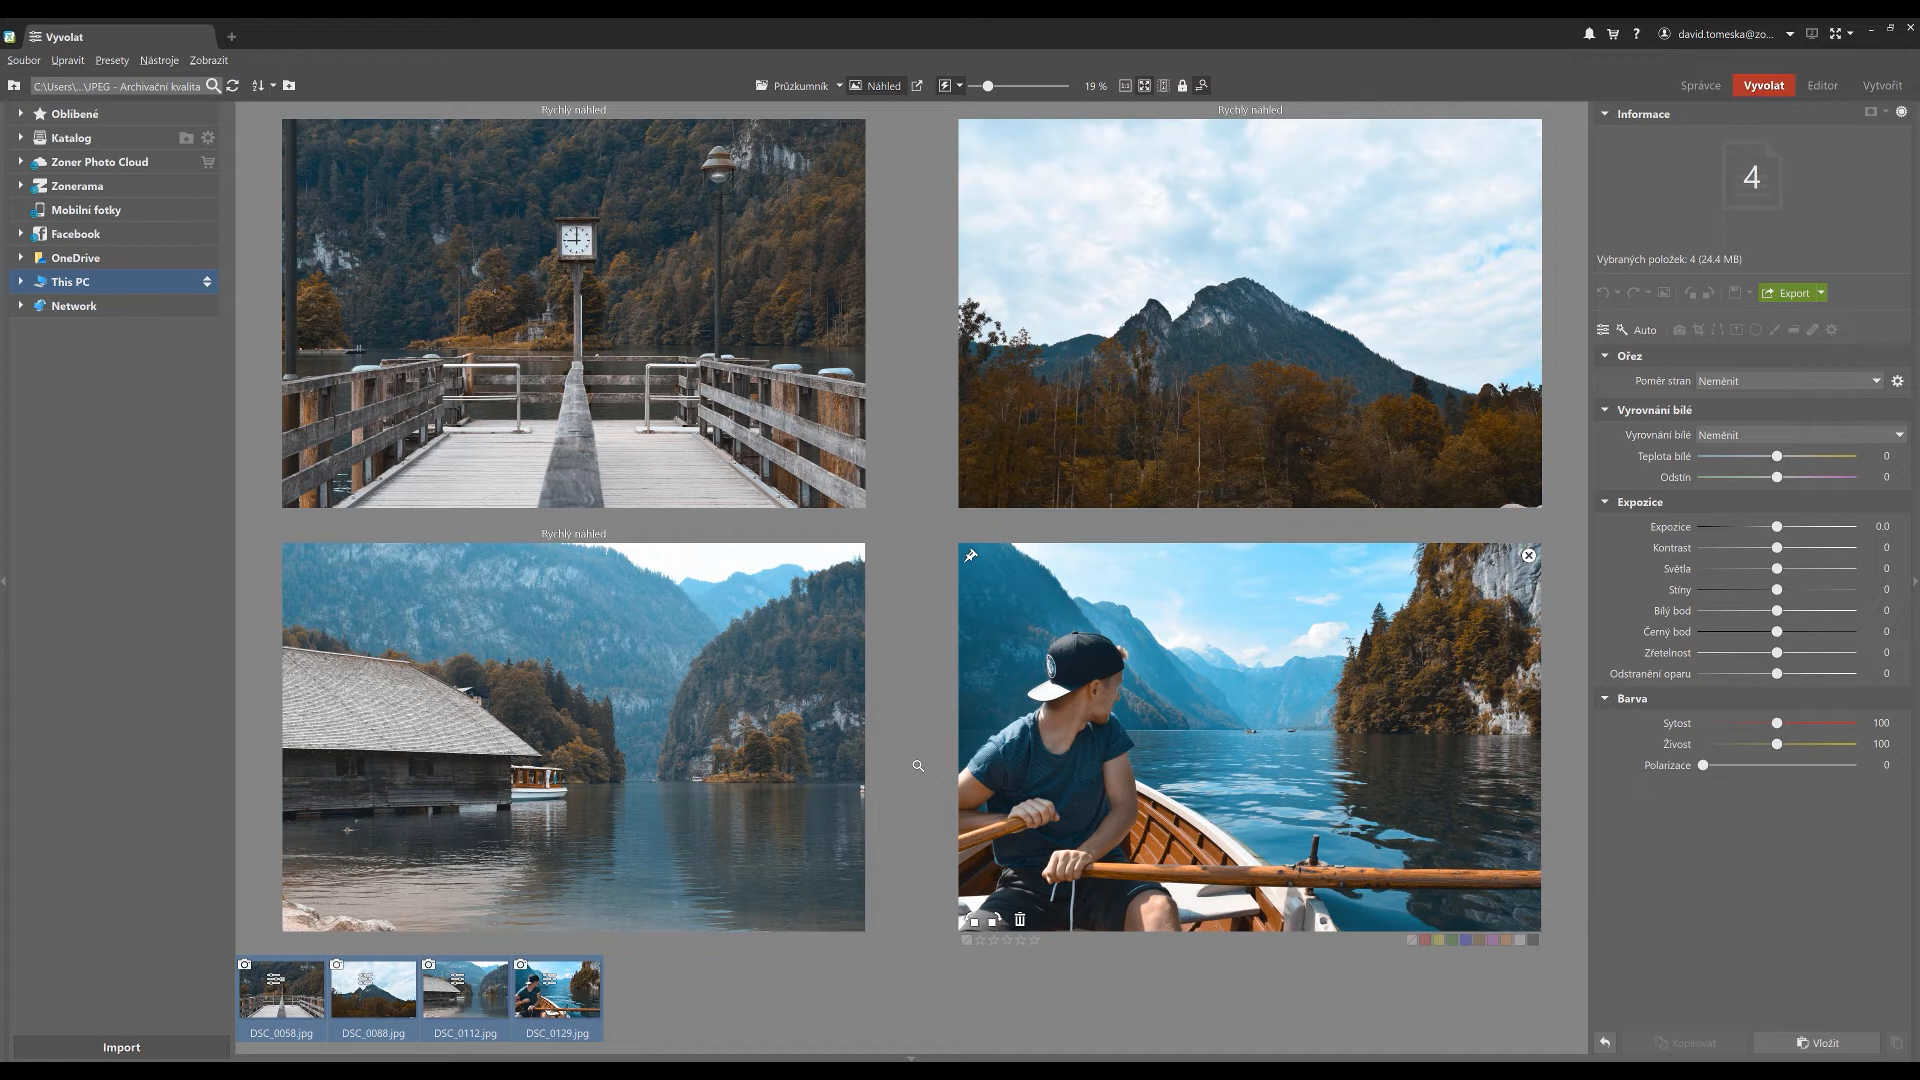 Vyvolat
david.tomeska@zo...
Soubor Upravit Presety Nástroje Zobrazit
C:\Users\...\JPEG - Archivační kvalita
Průzkumník Náhled 19 %
Správce Vyvolat Editor Vytvořit
Oblíbené
Katalog
Zoner Photo Cloud
Zonerama
Mobilní fotky
Facebook
OneDrive
This PC
Network
Import
Rychlý náhled
Rychlý náhled
Rychlý náhled
DSC_0058.jpg
DSC_0088.jpg
DSC_0112.jpg
DSC_0129.jpg
Informace
4
Vybraných položek: 4 (24.4 MB)
Export
Auto
Ořez
Poměr stran Neměnit
Vyrovnání bílé
Vyrovnání bílé Neměnit
Teplota bílé 0
Odstín 0
Expozice
Expozice 0.0
Kontrast 0
Světla 0
Stíny 0
Bílý bod 0
Černý bod 0
Zřetelnost 0
Odstranění oparu 0
Barva
Sytost 100
Živost 100
Polarizace 0
Kopírovat Vložit